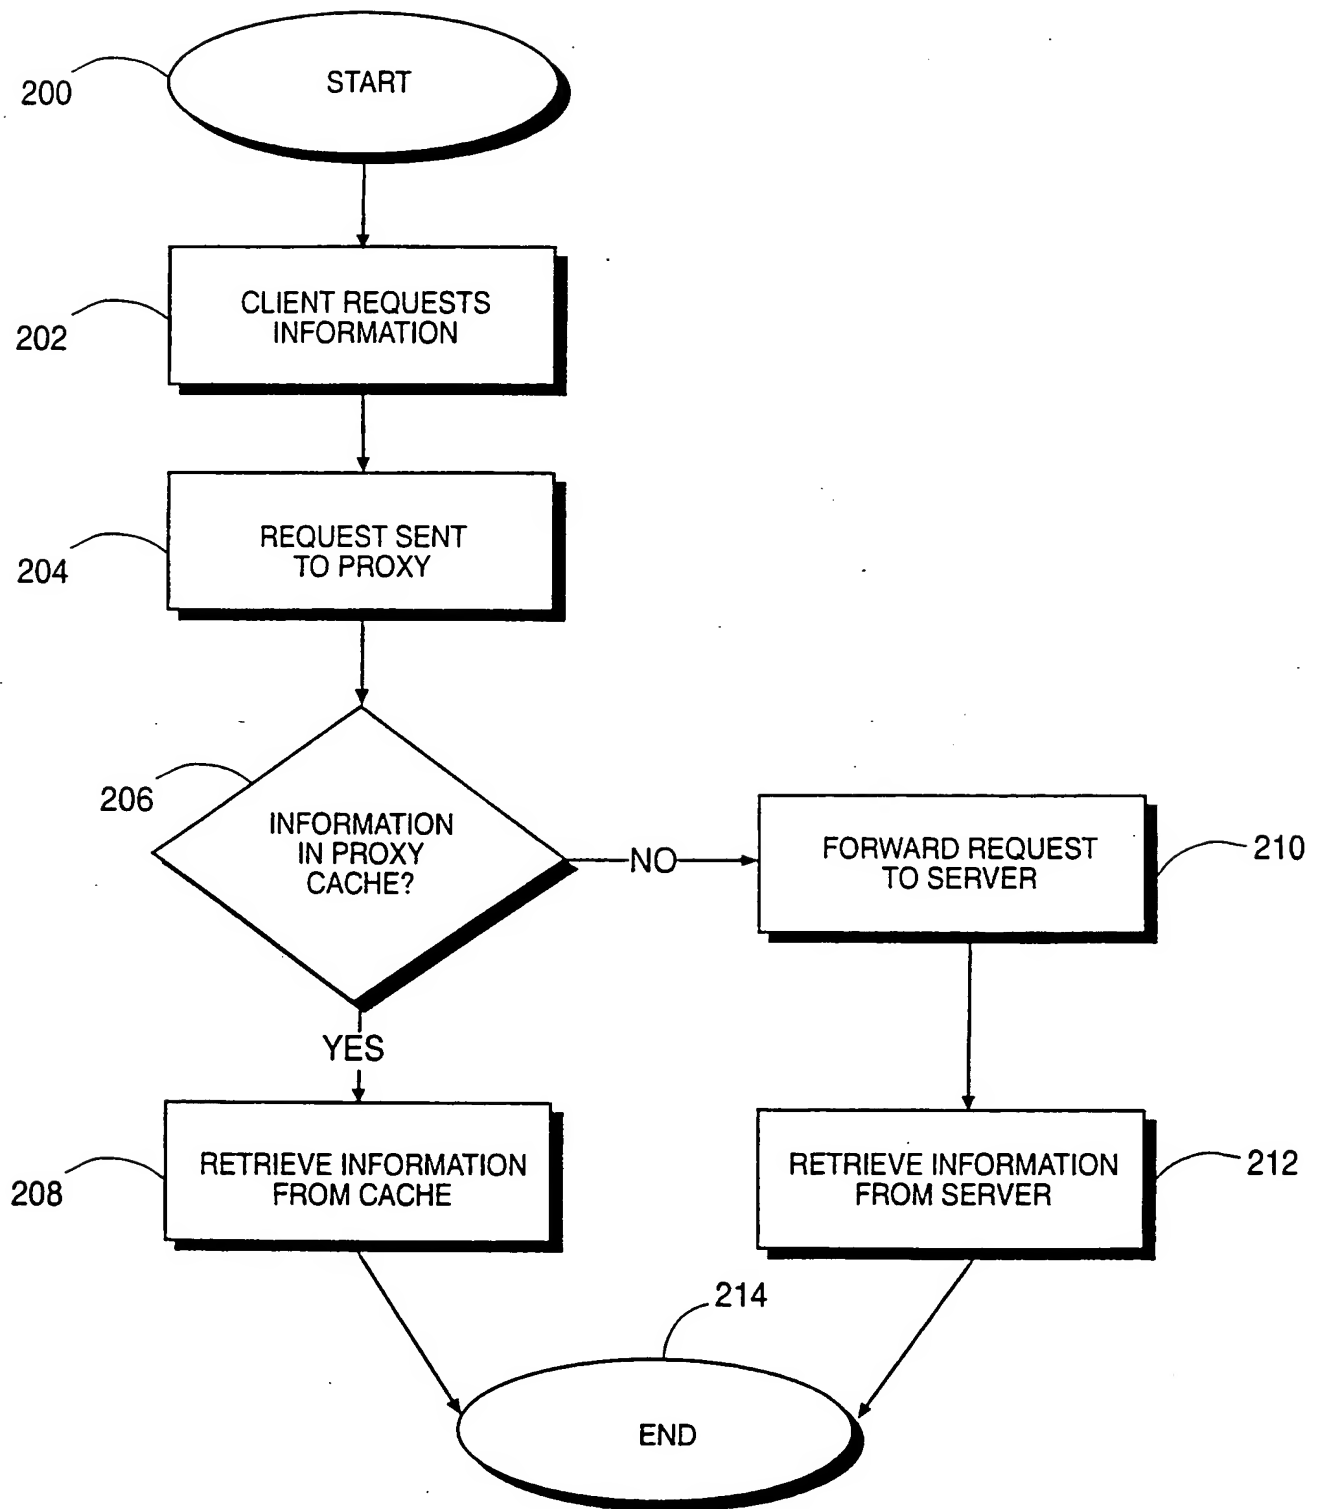 START
200
CLIENT REQUESTS
INFORMATION
202
REQUEST SENT
TO PROXY
204
206
INFORMATION
IN PROXY
CACHE?
NO
FORWARD REQUEST
TO SERVER
210
YES
RETRIEVE INFORMATION
FROM CACHE
208
RETRIEVE INFORMATION
FROM SERVER
212
214
END